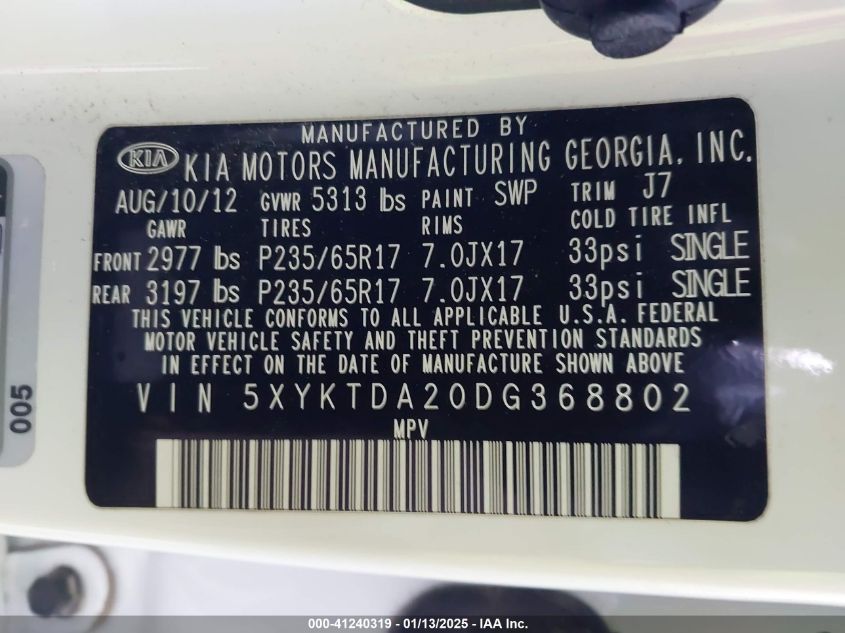 MANUFACTURED BY
KIA KIA MOTORS MANUFACTURING GEORGIA, INC.
AUG/10/12 GVWR 5313 lbs PAINT SWP TRIM J7
GAWR TIRES RIMS COLD TIRE INFL
FRONT 2977 lbs P235/65R17 7.0JX17 33psi SINGLE
REAR 3197 lbs P235/65R17 7.0JX17 33psi SINGLE
THIS VEHICLE CONFORMS TO ALL APPLICABLE U.S.A. FEDERAL
MOTOR VEHICLE SAFETY AND THEFT PREVENTION STANDARDS
IN EFFECT ON THE DATE OF MANUFACTURE SHOWN ABOVE
VIN 5XYKTDA20DG368802
MPV
005
000-41240319 - 01/13/2025 - IAA Inc.